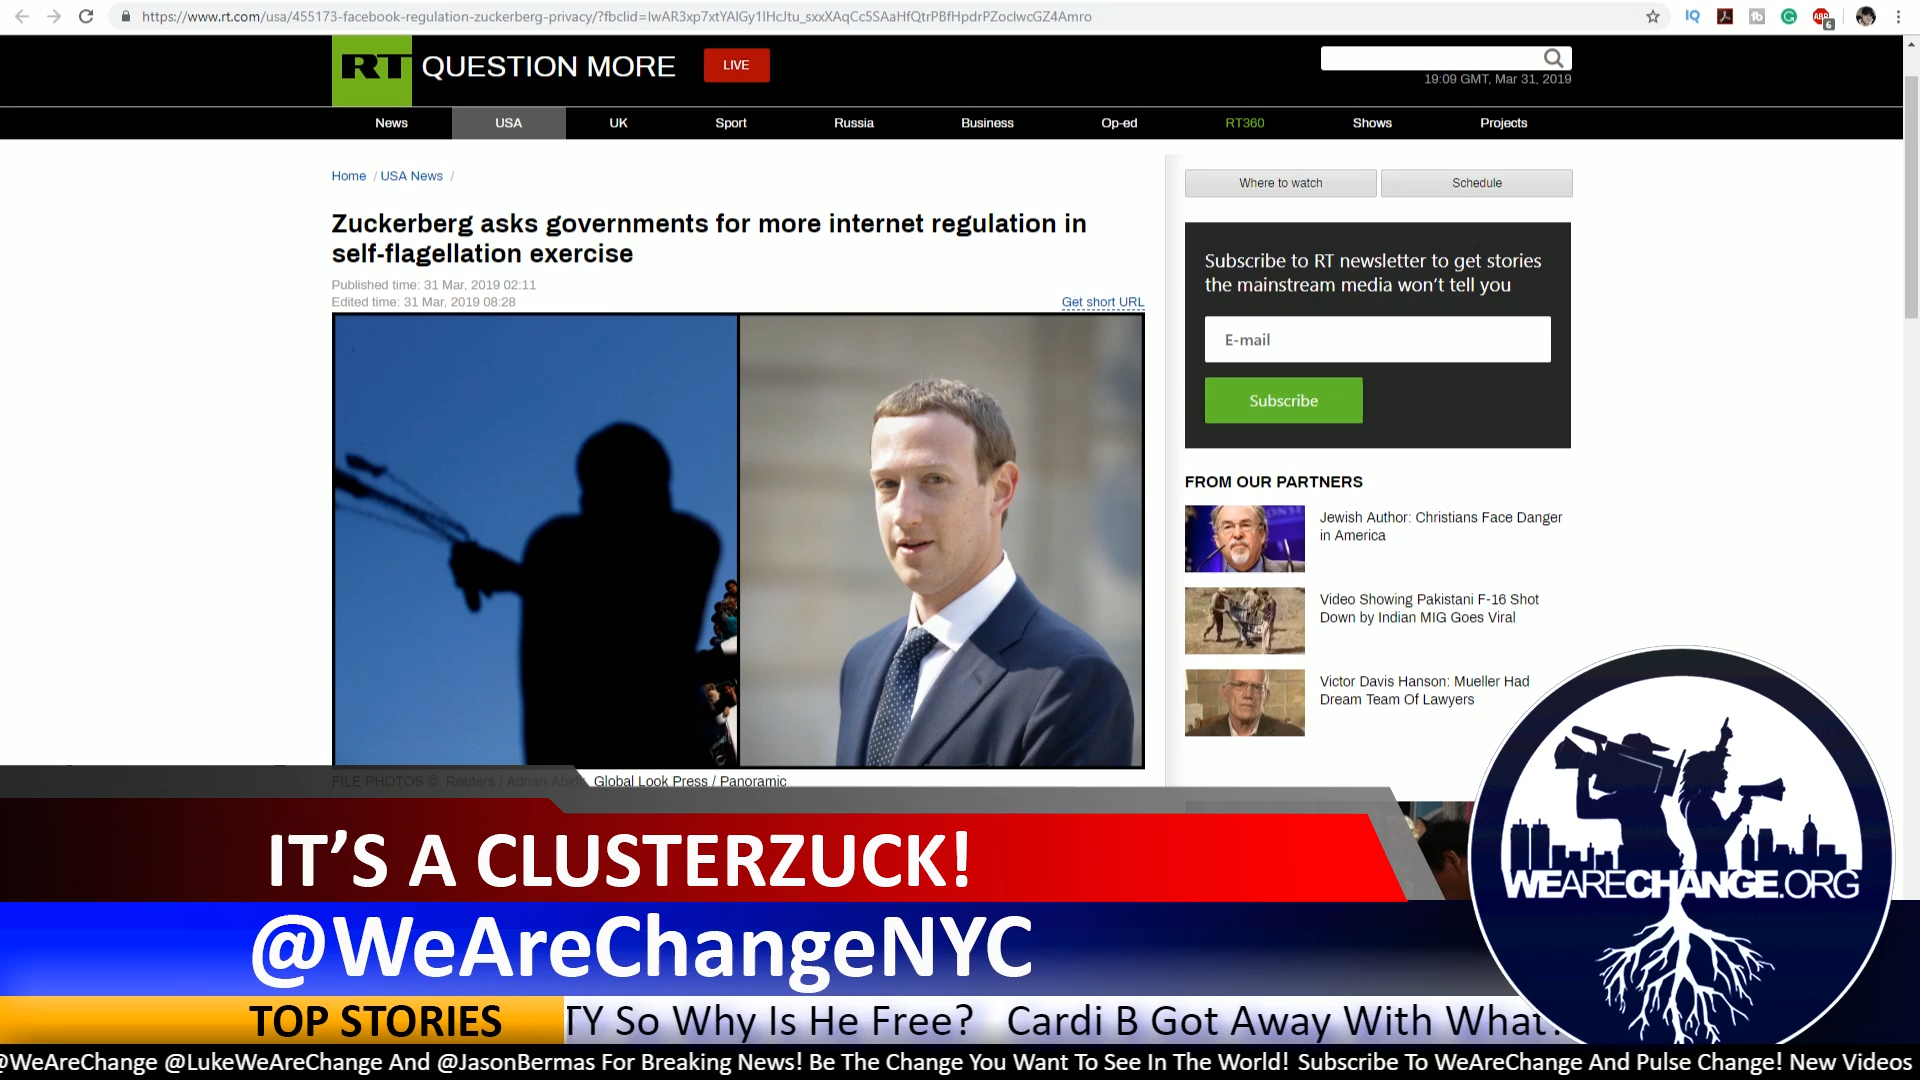 https://www.rt.com/usa/455173-facebook-regulation-zuckerberg-privacy/?fbclid=IwAR3xp7xtYAlGy1IHcJtu_sxxXAqCc5SAaHfQtrPBfHpdrPZoclwcGZ4Amro
IQ
tb
G
ABP
6
RT QUESTION MORE
LIVE
19:09 GMT, Mar 31, 2019
News USA UK Sport Russia Business Op-ed RT360 Shows Projects
Home / USA News /
Zuckerberg asks governments for more internet regulation in
self-flagellation exercise
Published time: 31 Mar, 2019 02:11
Edited time: 31 Mar, 2019 08:28
Get short URL
FILE PHOTOS © Reuters / Adnan Abidi, Global Look Press / Panoramic
Where to watch
Schedule
Subscribe to RT newsletter to get stories
the mainstream media won't tell you
E-mail
Subscribe
FROM OUR PARTNERS
Jewish Author: Christians Face Danger
in America
Video Showing Pakistani F-16 Shot
Down by Indian MIG Goes Viral
Victor Davis Hanson: Mueller Had
Dream Team Of Lawyers
WEARECHANGE.ORG
IT'S A CLUSTERZUCK!
@WeAreChangeNYC
TOP STORIES
TY So Why Is He Free? Cardi B Got Away With What?
@WeAreChange @LukeWeAreChange And @JasonBermas For Breaking News! Be The Change You Want To See In The World! Subscribe To WeAreChange And Pulse Change! New Videos